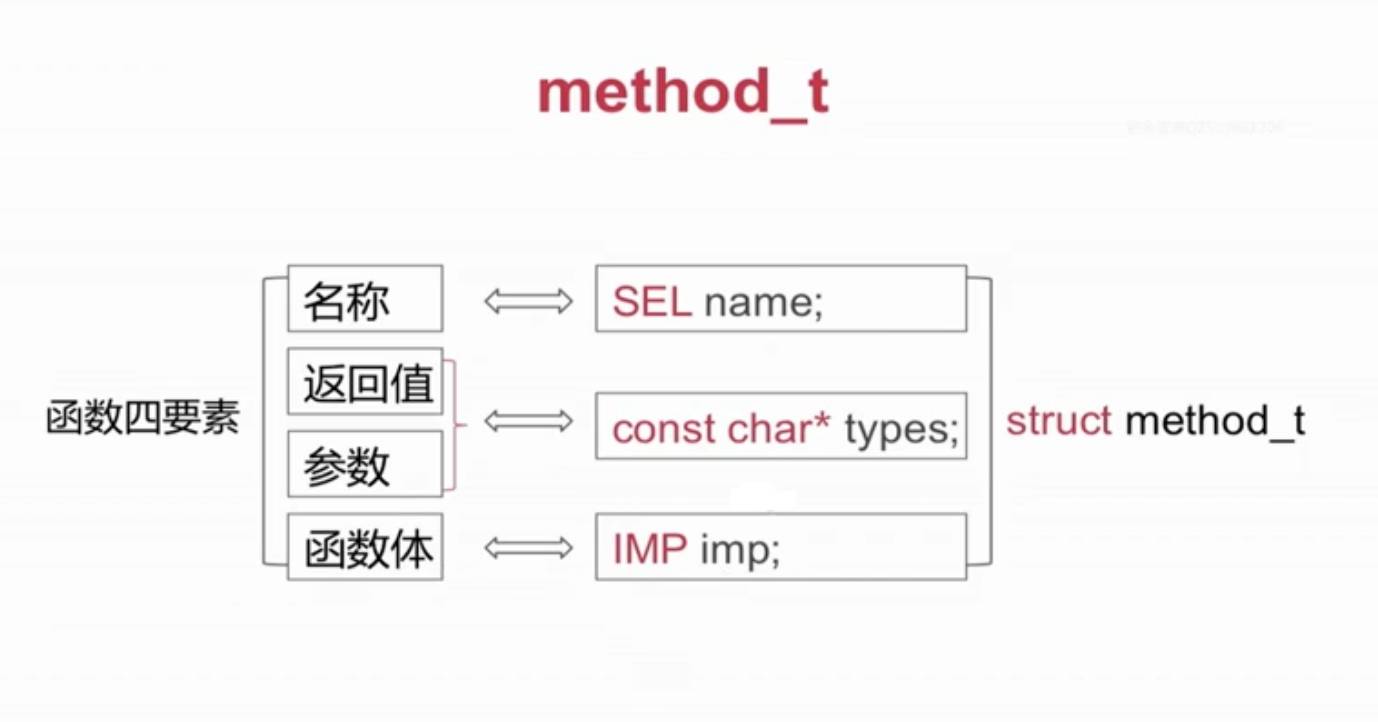 method_t
函数四要素
名称
SEL name;
返回值
参数
const char* types;
函数体
IMP imp;
struct method_t